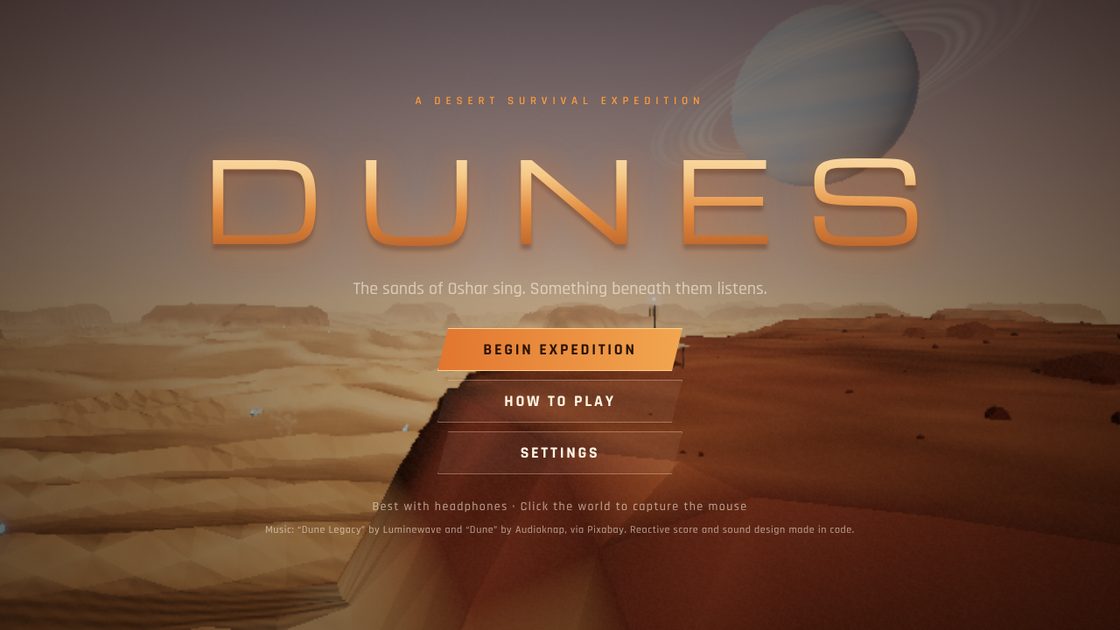 A DESERT SURVIVAL EXPEDITION
DUNES
The sands of Oshar sing. Something beneath them listens.
BEGIN EXPEDITION
HOW TO PLAY
SETTINGS
Best with headphones · Click the world to capture the mouse
Music: “Dune Legacy” by Luminewave and “Dune” by Audioknap, via Pixabay. Reactive score and sound design made in code.